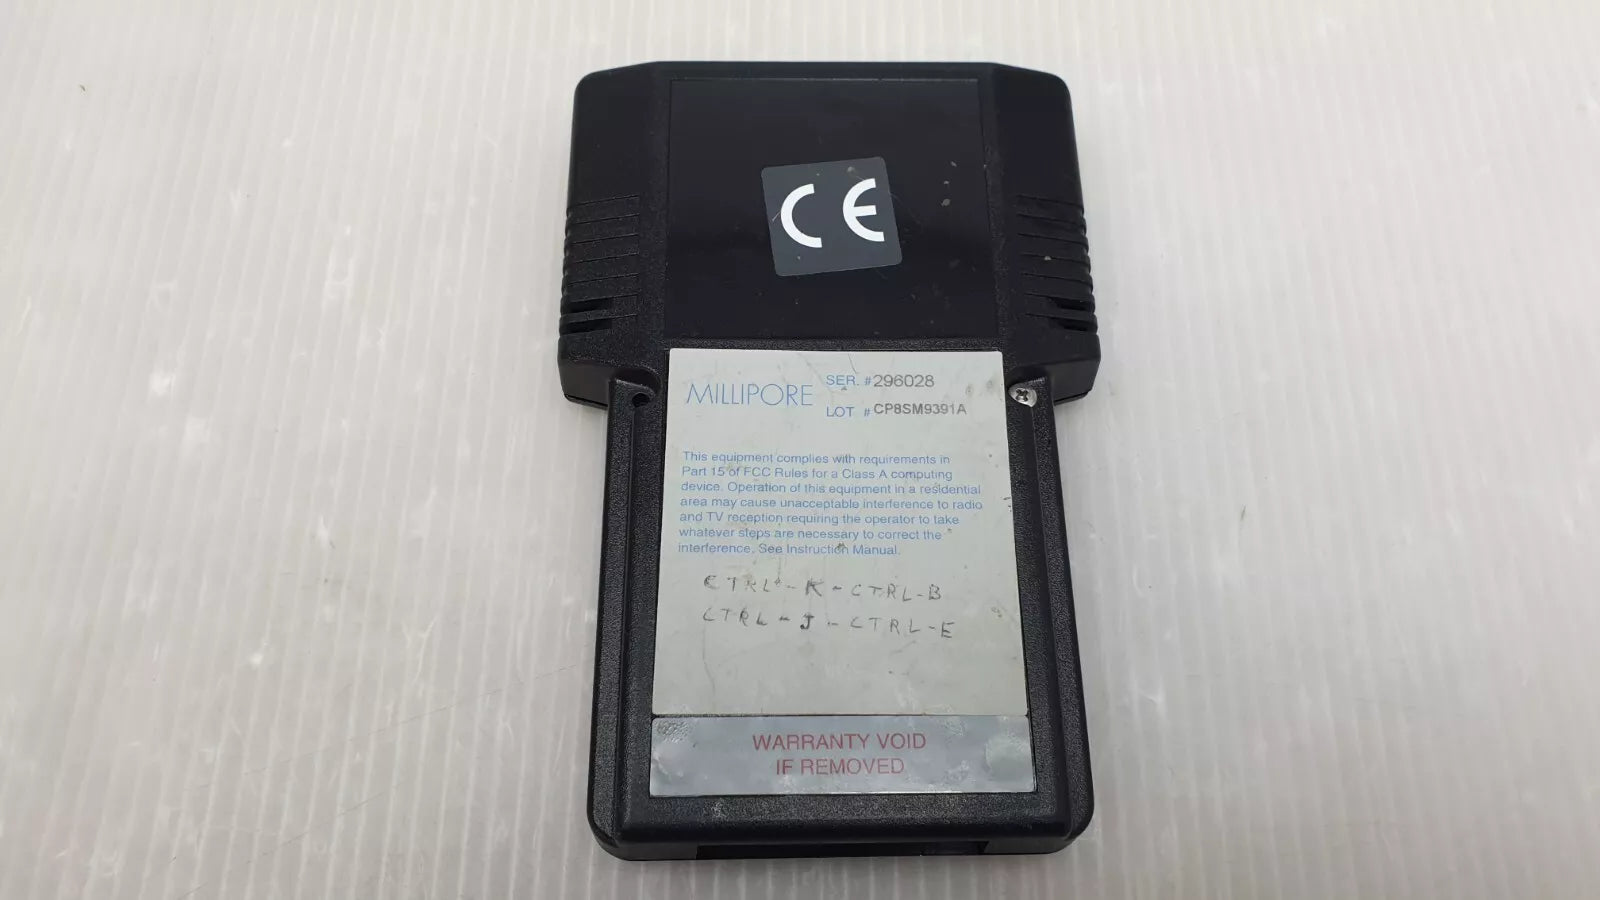 CE
MILLIPORE
SER. # 296028
LOT # CP8SM9391A
This equipment complies with requirements in
Part 15 of FCC Rules for a Class A computing
device. Operation of this equipment in a residential
area may cause unacceptable interference to radio
and TV reception requiring the operator to take
whatever steps are necessary to correct the
interference. See Instruction Manual.
CTRL-K-CTRL-B
CTRL-J-CTRL-E
WARRANTY VOID
IF REMOVED